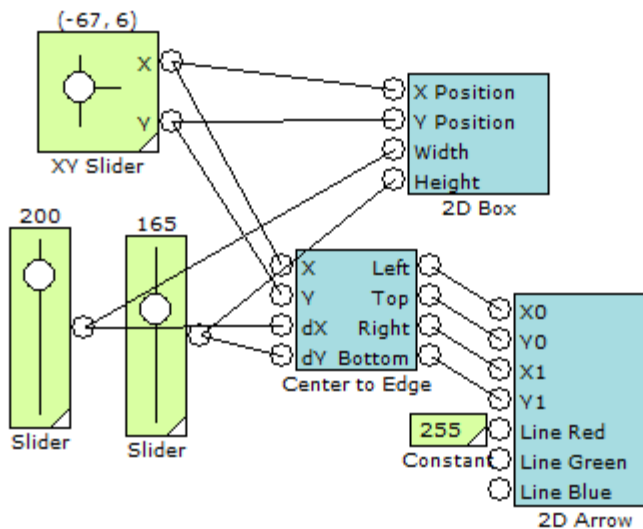 (-67, 6)
X
Y
XY Slider
X Position
Y Position
Width
Height
2D Box
200
Slider
165
Slider
X Left
Y Top
dX Right
dY Bottom
Center to Edge
X0
Y0
X1
Y1
Line Red
Line Green
Line Blue
2D Arrow
255
Constant